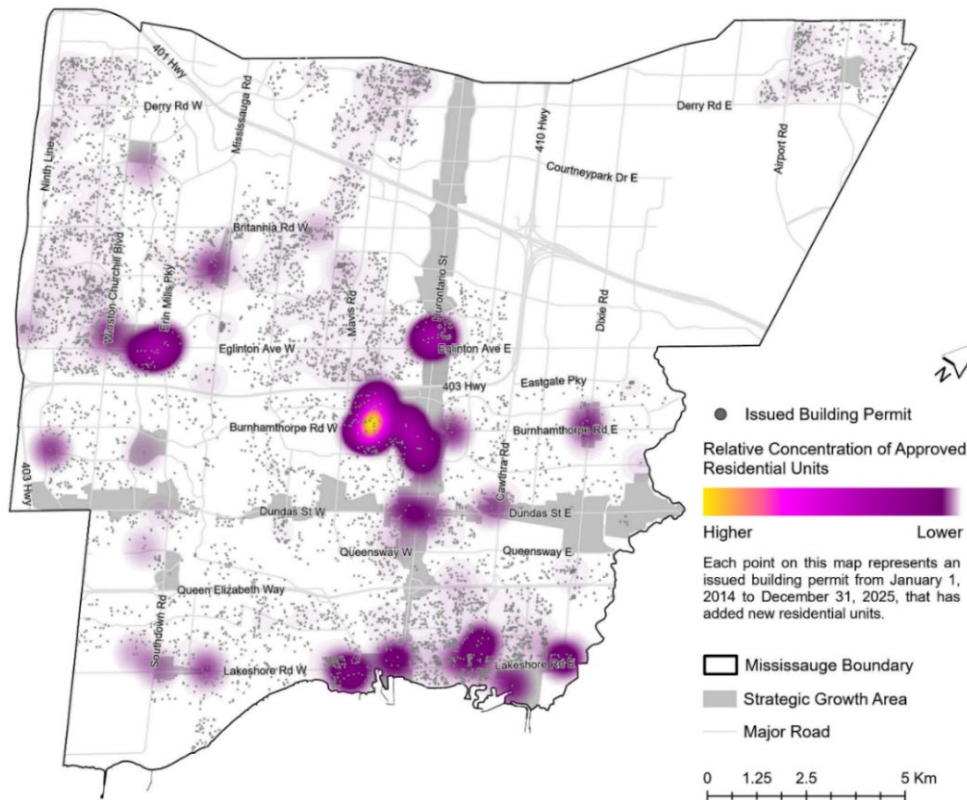 401 Hwy
Mississauga Rd
Derry Rd W
410 Hwy
Derry Rd E
Airport Rd
Ninth Line
Courtneypark Dr E
Britannia Rd W
Winston Churchill Blvd
Erin Mills Pky
Mavis Rd
Hurontario St
Dixie Rd
Eglinton Ave W
Eglinton Ave E
403 Hwy
Eastgate Pky
N
Burnhamthorpe Rd W
Burnhamthorpe Rd E
403 Hwy
Cawthra Rd
Dundas St W
Dundas St E
Queensway W
Queensway E
Queen Elizabeth Way
Southdown Rd
Lakeshore Rd W
Lakeshore Rd E
Issued Building Permit
Relative Concentration of Approved
Residential Units
Higher Lower
Each point on this map represents an
issued building permit from January 1,
2014 to December 31, 2025, that has
added new residential units.
Mississauge Boundary
Strategic Growth Area
Major Road
0 1.25 2.5 5 Km